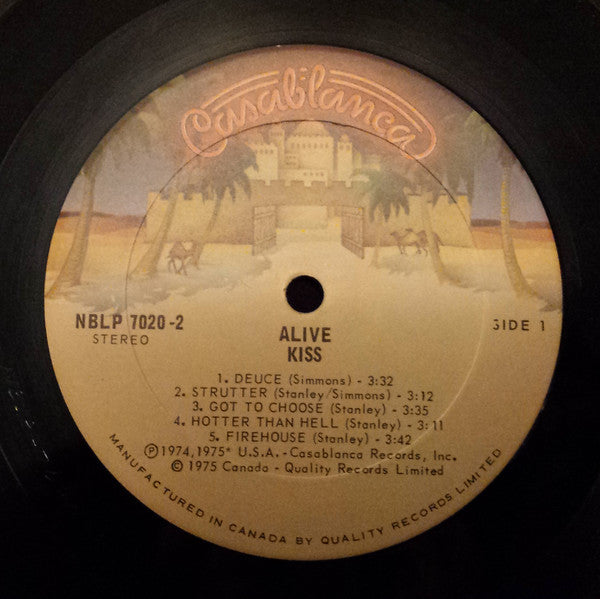 Casablanca
NBLP 7020-2
STEREO
SIDE 1
ALIVE
KISS
1. DEUCE (Simmons) - 3:32
2. STRUTTER (Stanley/Simmons) - 3:12
3. GOT TO CHOOSE (Stanley) - 3:35
4. HOTTER THAN HELL (Stanley) - 3:11
5. FIREHOUSE (Stanley) - 3:42
Ⓟ 1974, 1975* U.S.A. - Casablanca Records, Inc.
© 1975 Canada - Quality Records Limited
MANUFACTURED IN CANADA BY QUALITY RECORDS LIMITED